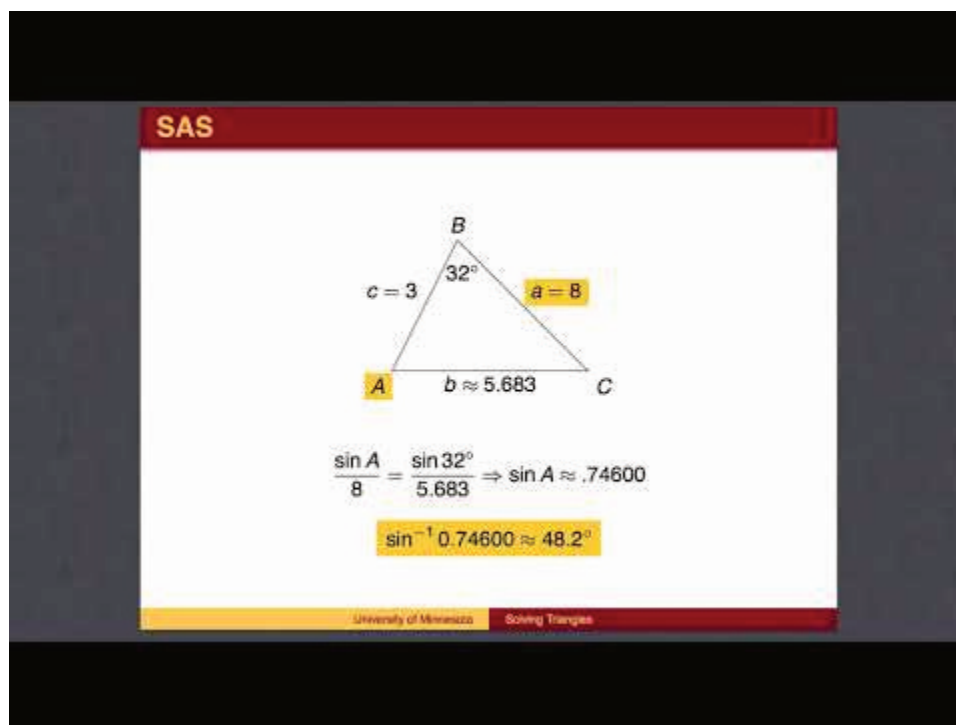 SAS
B
32°
c = 3
a = 8
A
b ≈ 5.683
C
sin A / 8 = sin 32° / 5.683 ⇒ sin A ≈ .74600
sin⁻¹ 0.74600 ≈ 48.2°
University of Minnesota
Solving Triangles